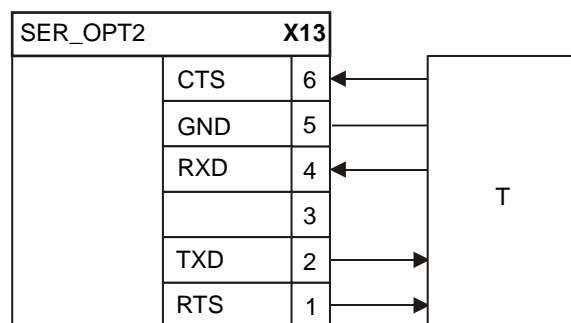 SER_OPT2 X13
CTS 6
GND 5
RXD 4
T
3
TXD 2
RTS 1